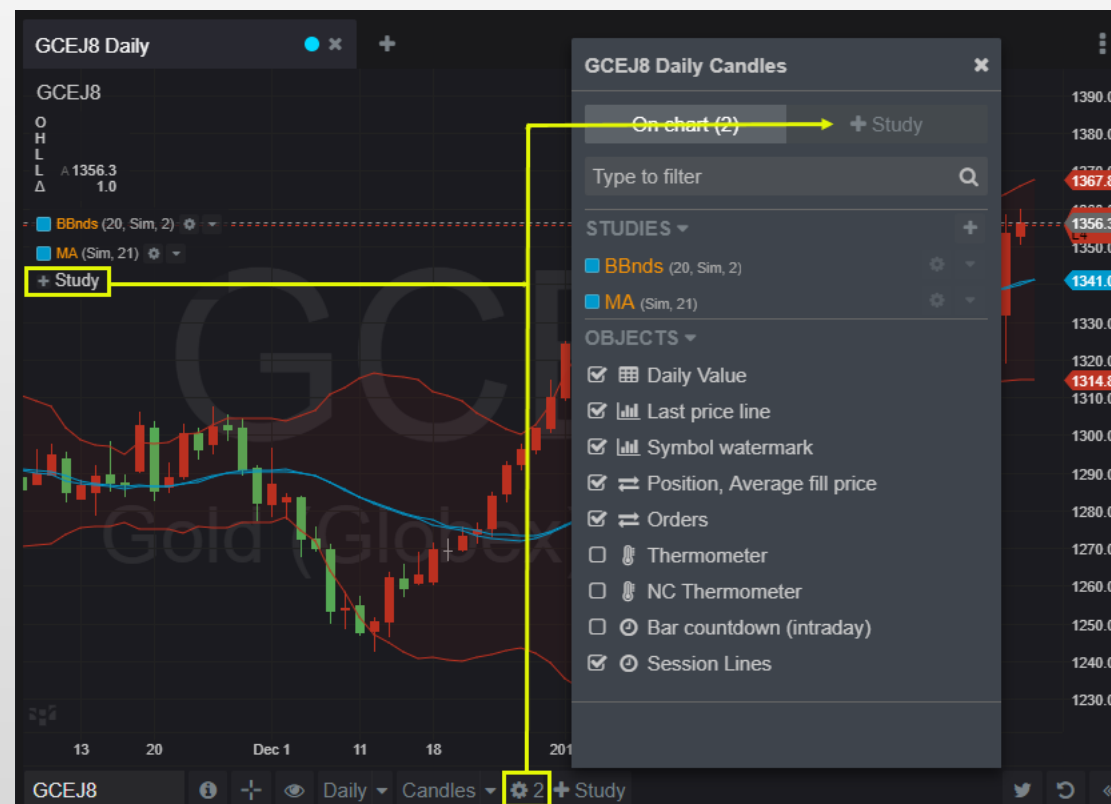 GCEJ8 Daily
GCEJ8
O
H
L
L A 1356.3
Δ 1.0
BBnds (20, Sim, 2)
MA (Sim, 21)
+ Study
GCEJ8 Daily Candles
On chart (2)
+ Study
Type to filter
STUDIES
BBnds (20, Sim, 2)
MA (Sim, 21)
OBJECTS
Daily Value
Last price line
Symbol watermark
Position, Average fill price
Orders
Thermometer
NC Thermometer
Bar countdown (intraday)
Session Lines
Gold (Globex)
1390.0
1380.0
1367.8
1356.3
1350.0
1341.0
1330.0
1320.0
1314.8
1310.0
1300.0
1290.0
1280.0
1270.0
1260.0
1250.0
1240.0
1230.0
13 20 Dec 1 11 18 201
GCEJ8 Daily Candles 2 + Study